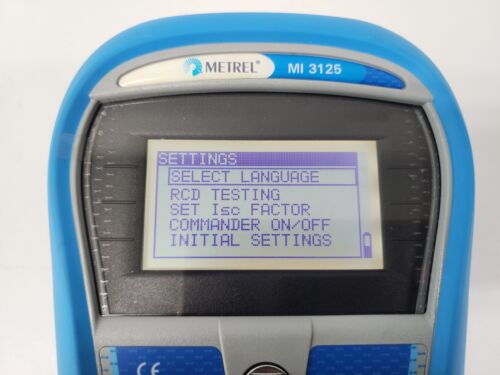 METREL® MI 3125
SETTINGS
SELECT LANGUAGE
RCD TESTING
SET Isc FACTOR
COMMANDER ON/OFF
INITIAL SETTINGS
CE